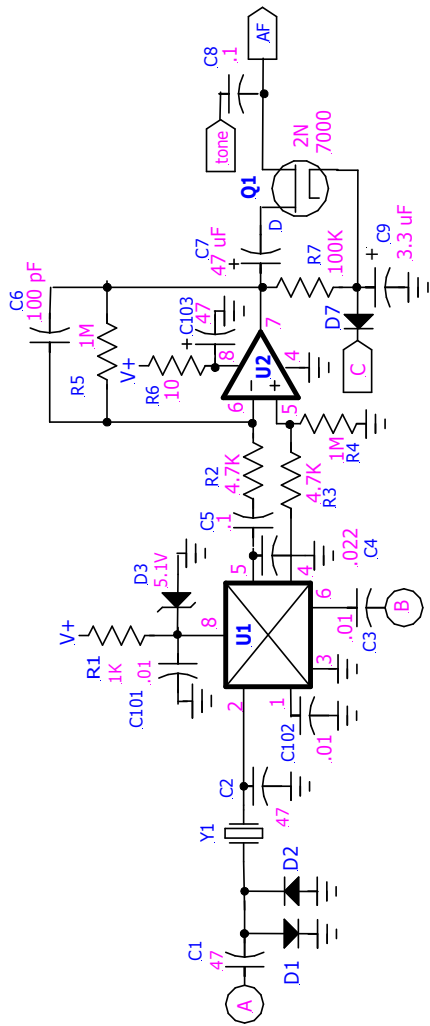 AF
C8
.1
tone
2N
7000
Q1
D
C7
47 uF
+
R7
100K
C9
3.3 uF
+
D7
C
C6
100 pF
R5
1M
V+
R6
10
C103
47
+
8
7
U2
4
6
5
−
+
R2
4.7K
R3
4.7K
R4
1M
C5
.1
C4
.022
D3
5.1V
V+
R1
1K
C101
.01
8
5
4
U1
6
3
2
1
C3
.01
B
C102
.01
C2
47
Y1
D2
D1
C1
47
A